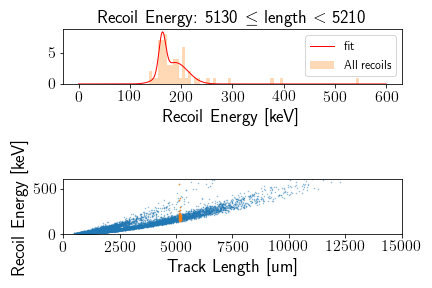 Recoil Energy: 5130 ≤ length < 5210
5
0
fit
All recoils
0 100 200 300 400 500 600
Recoil Energy [keV]
Recoil Energy [keV]
500
0
0 2500 5000 7500 10000 12500 15000
Track Length [um]